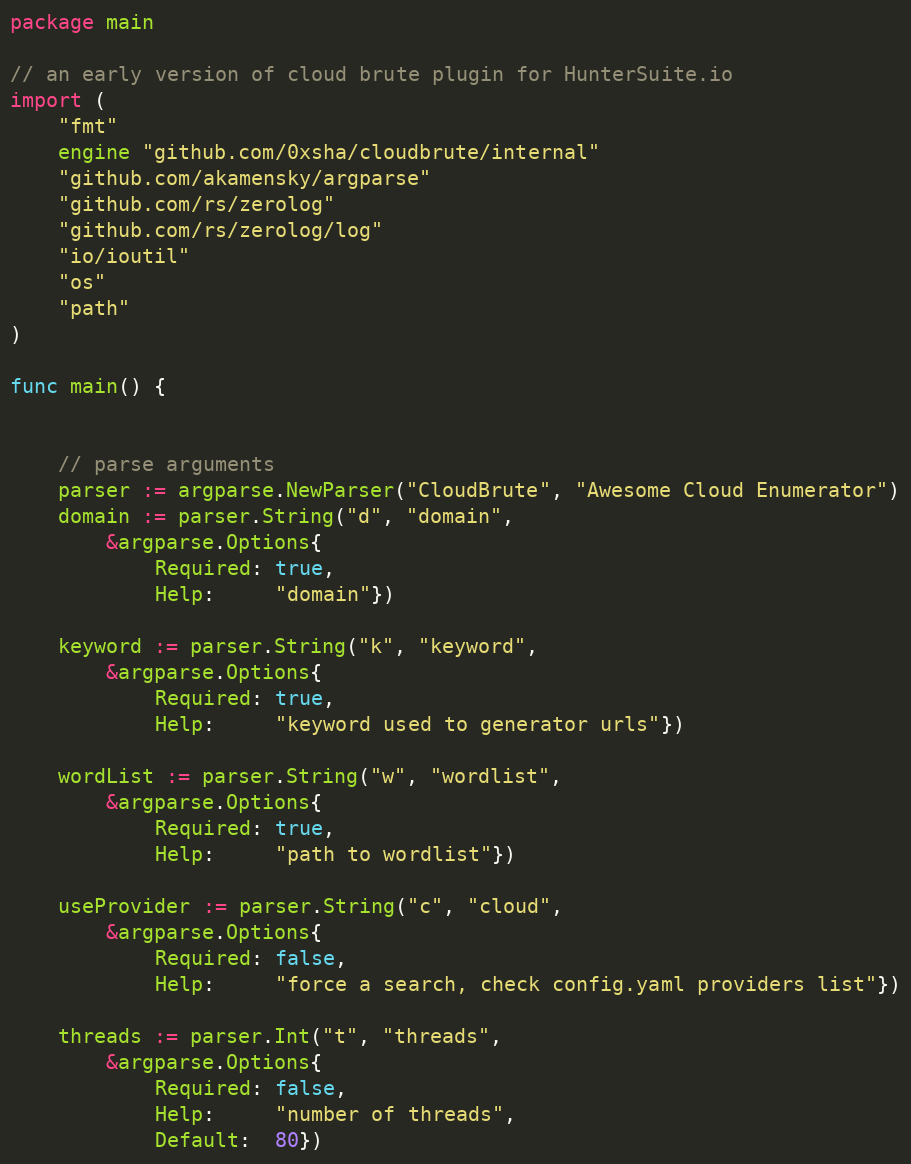 package main

// an early version of cloud brute plugin for HunterSuite.io
import (
    "fmt"
    engine "github.com/0xsha/cloudbrute/internal"
    "github.com/akamensky/argparse"
    "github.com/rs/zerolog"
    "github.com/rs/zerolog/log"
    "io/ioutil"
    "os"
    "path"
)

func main() {


    // parse arguments
    parser := argparse.NewParser("CloudBrute", "Awesome Cloud Enumerator")
    domain := parser.String("d", "domain",
        &argparse.Options{
            Required: true,
            Help:     "domain"})

    keyword := parser.String("k", "keyword",
        &argparse.Options{
            Required: true,
            Help:     "keyword used to generator urls"})

    wordList := parser.String("w", "wordlist",
        &argparse.Options{
            Required: true,
            Help:     "path to wordlist"})

    useProvider := parser.String("c", "cloud",
        &argparse.Options{
            Required: false,
            Help:     "force a search, check config.yaml providers list"})

    threads := parser.Int("t", "threads",
        &argparse.Options{
            Required: false,
            Help:     "number of threads",
            Default:  80})